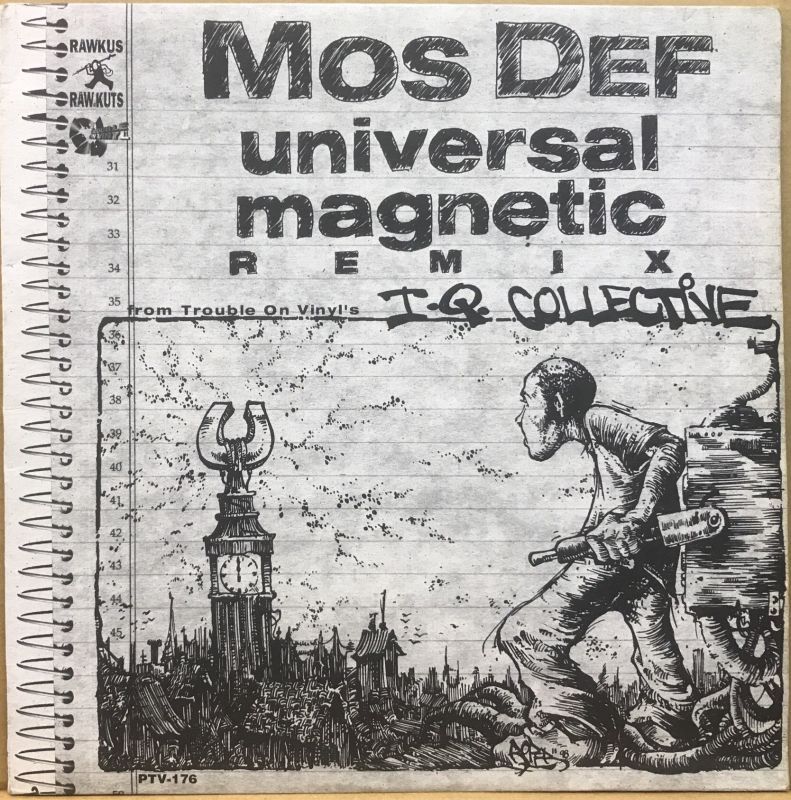 RAWKUS
RAW KUTS
Mos Def
universal
magnetic
REMIX
from Trouble On Vinyl's
I.Q. COLLECTIVE
31
32
33
34
35
36
37
38
39
40
41
42
43
44
45
12
PTV-176